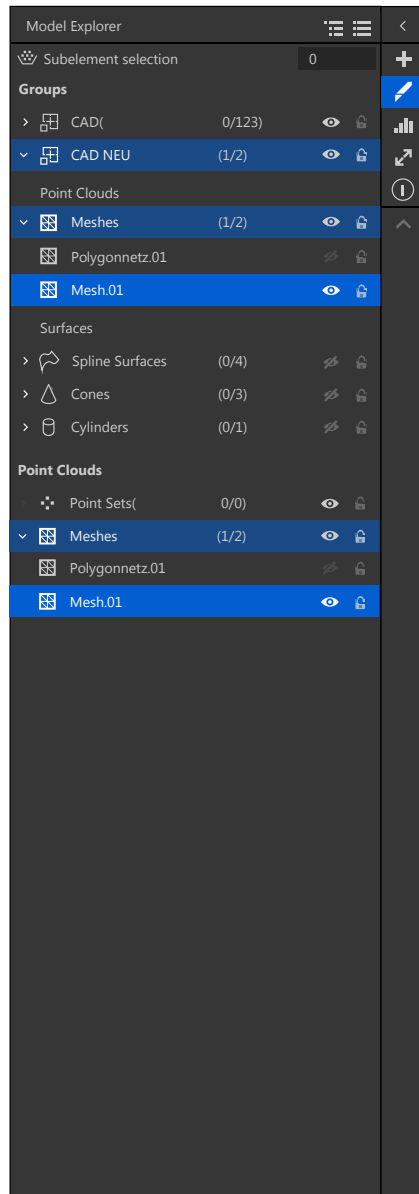 Model Explorer
Subelement selection 0
Groups
CAD( 0/123)
CAD NEU (1/2)
Point Clouds
Meshes (1/2)
Polygonnetz.01
Mesh.01
Surfaces
Spline Surfaces (0/4)
Cones (0/3)
Cylinders (0/1)
Point Clouds
Point Sets( 0/0)
Meshes (1/2)
Polygonnetz.01
Mesh.01